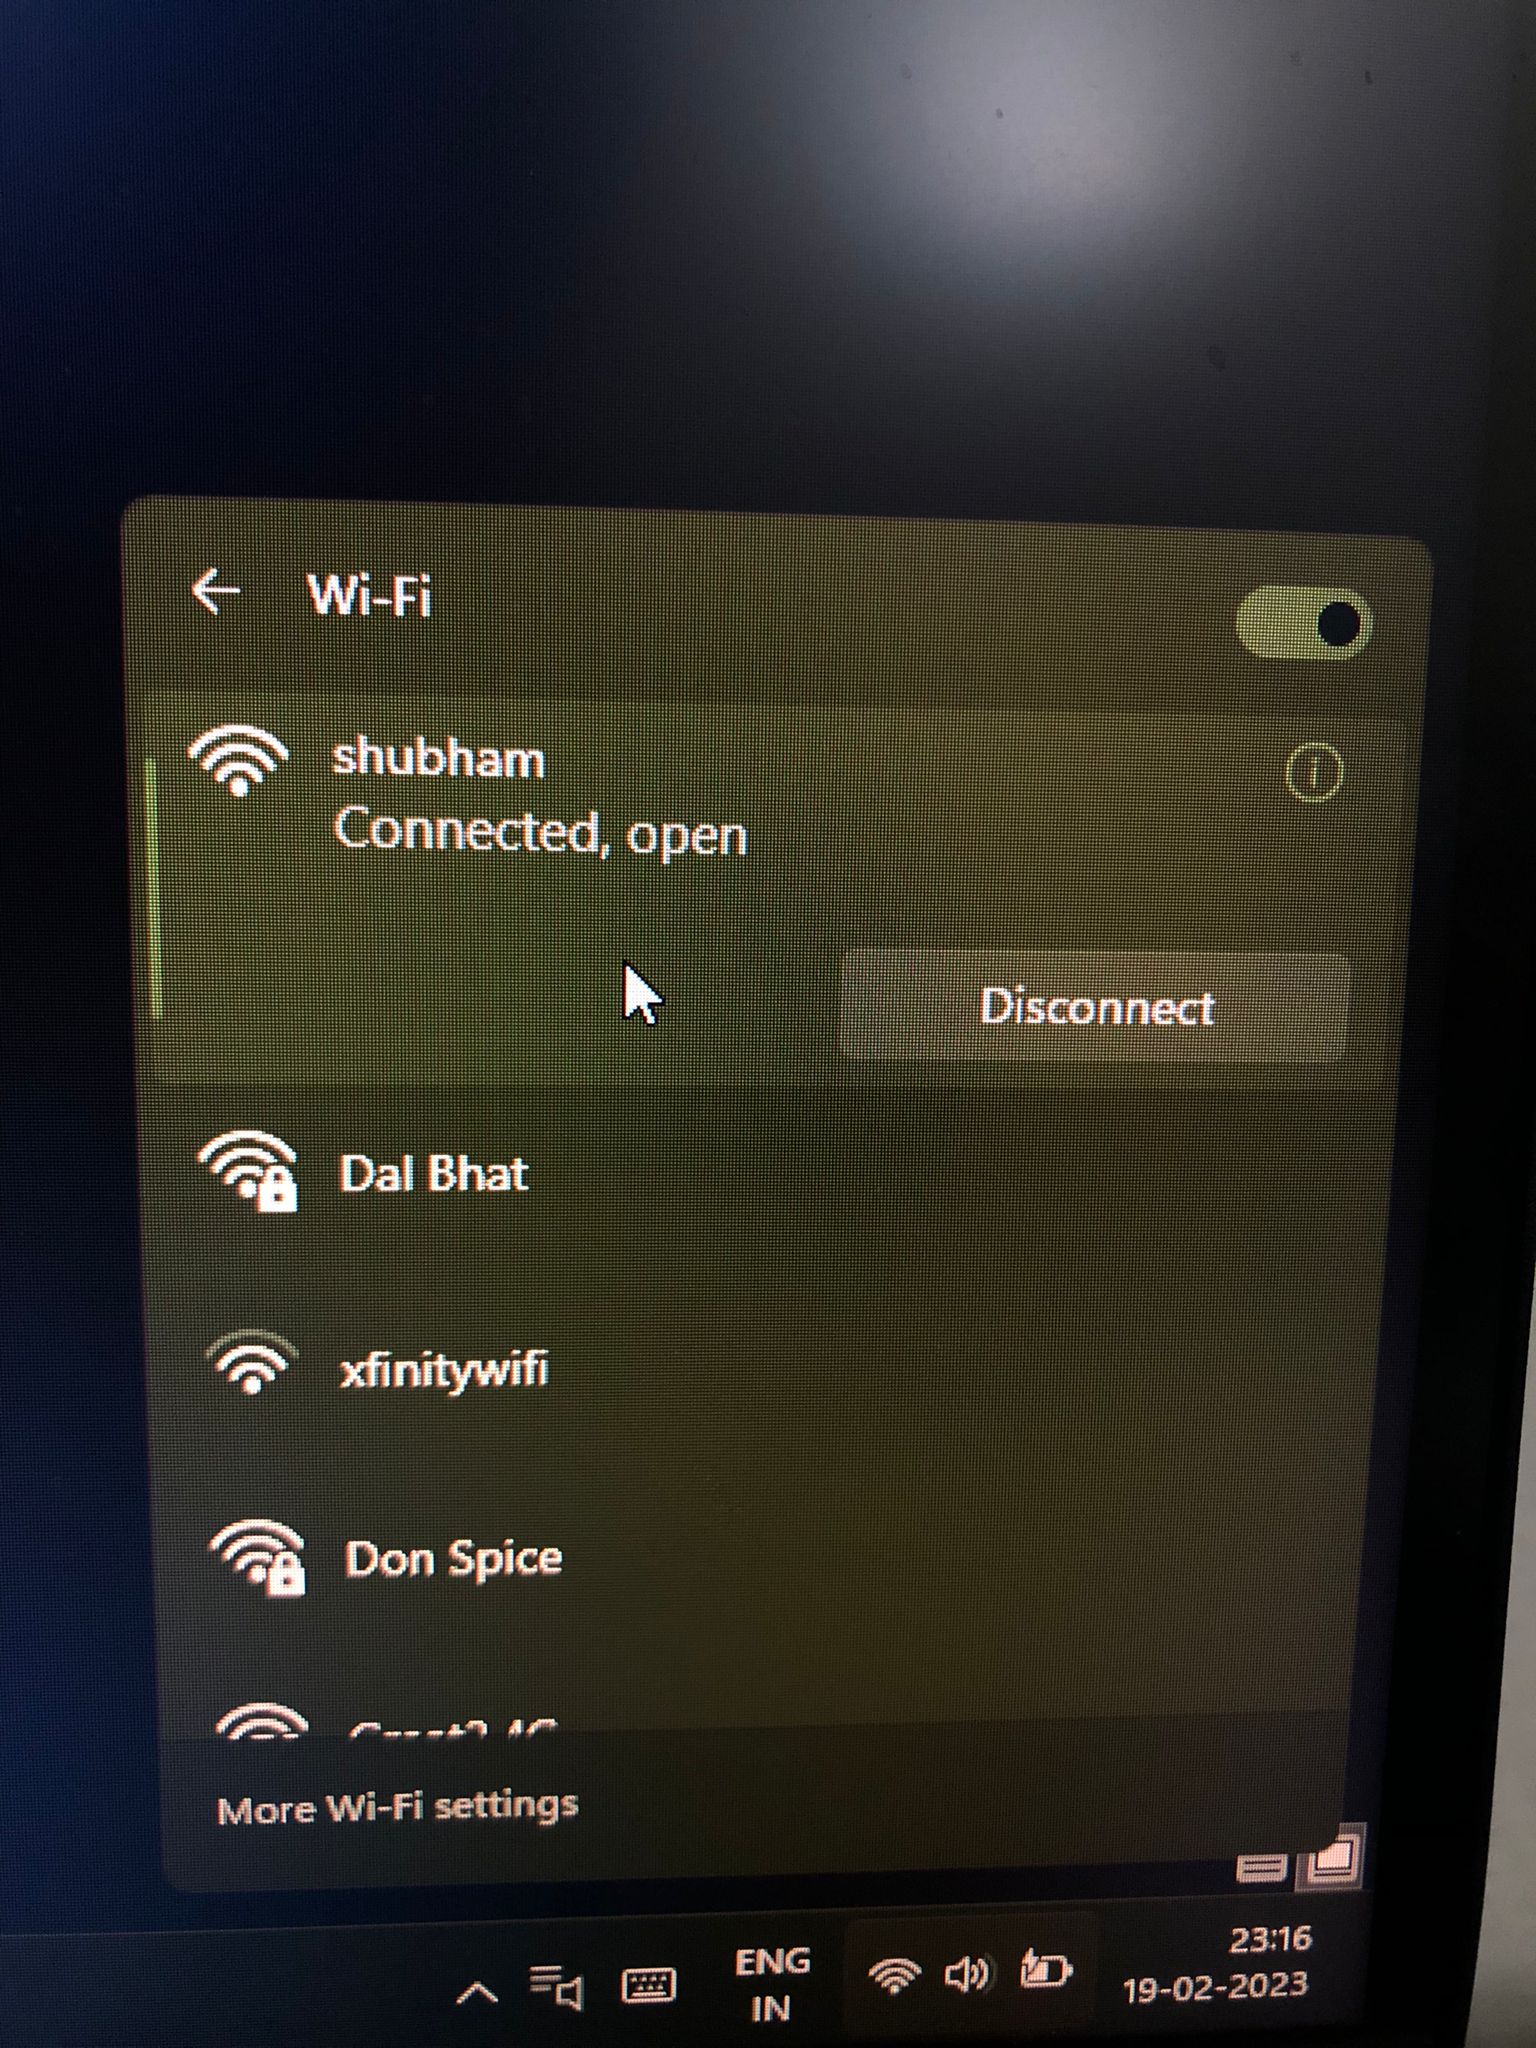 Wi-Fi
shubham
Connected, open
Disconnect
Dal Bhat
xfinitywifi
Don Spice
More Wi-Fi settings
ENG
IN
23:16
19-02-2023